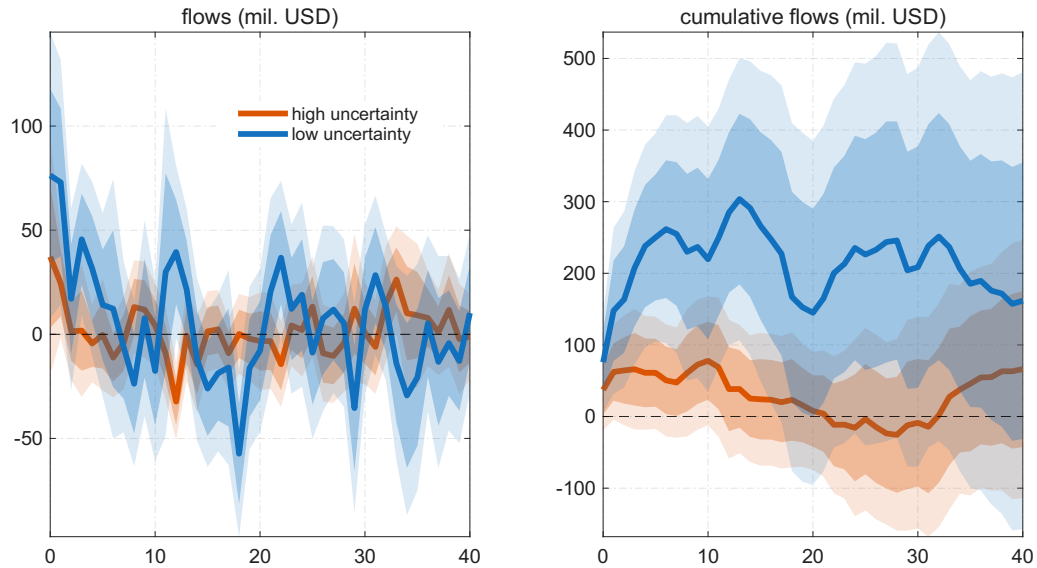 flows (mil. USD)
100
50
0
-50
0 10 20 30 40
high uncertainty
low uncertainty
cumulative flows (mil. USD)
500
400
300
200
100
0
-100
0 10 20 30 40